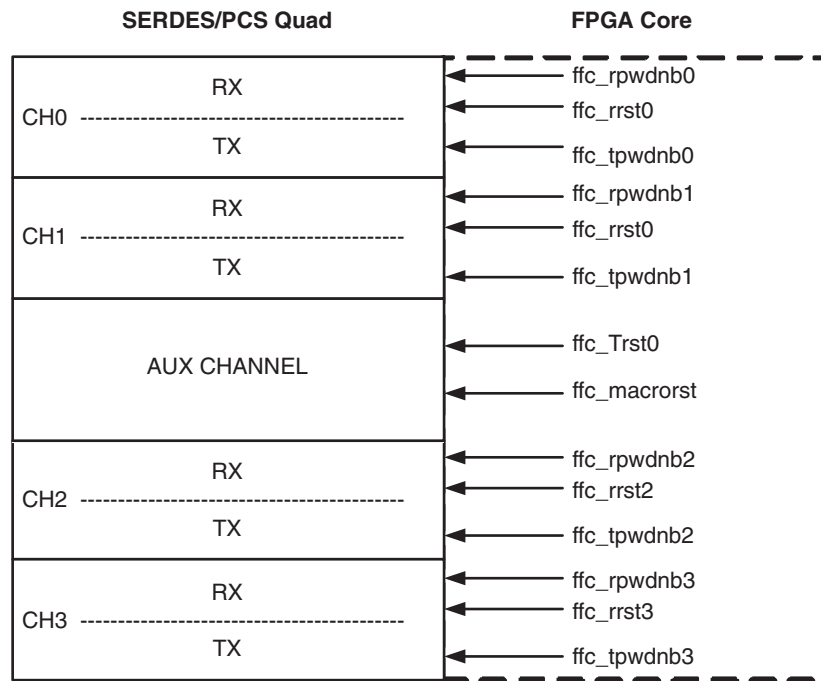 SERDES/PCS Quad
FPGA Core
CH0
RX
TX
ffc_rpwdnb0
ffc_rrst0
ffc_tpwdnb0
CH1
RX
TX
ffc_rpwdnb1
ffc_rrst0
ffc_tpwdnb1
AUX CHANNEL
ffc_Trst0
ffc_macrorst
CH2
RX
TX
ffc_rpwdnb2
ffc_rrst2
ffc_tpwdnb2
CH3
RX
TX
ffc_rpwdnb3
ffc_rrst3
ffc_tpwdnb3